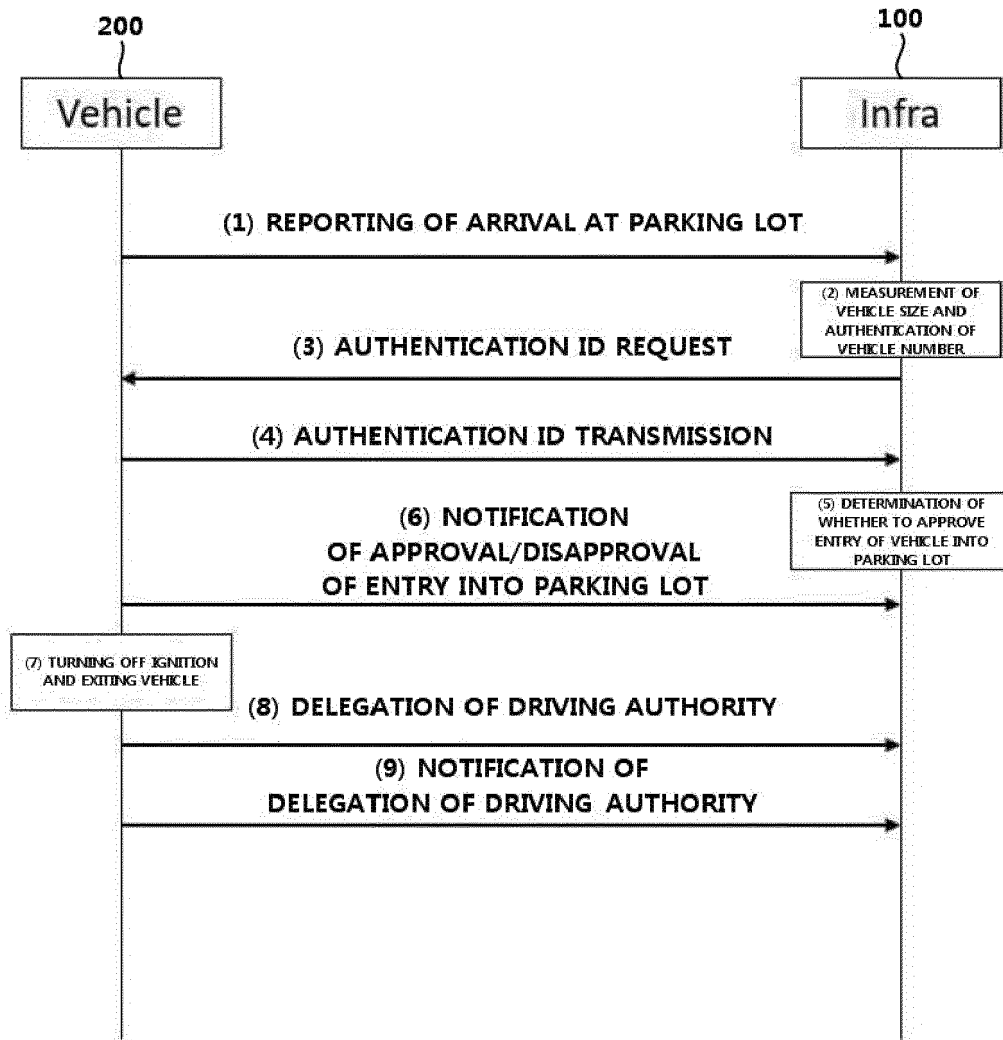 200
100
Vehicle
Infra
(1) REPORTING OF ARRIVAL AT PARKING LOT
(2) MEASUREMENT OF
VEHICLE SIZE AND
AUTHENTICATION OF
VEHICLE NUMBER
(3) AUTHENTICATION ID REQUEST
(4) AUTHENTICATION ID TRANSMISSION
(5) DETERMINATION OF
WHETHER TO APPROVE
ENTRY OF VEHICLE INTO
PARKING LOT
(6) NOTIFICATION
OF APPROVAL/DISAPPROVAL
OF ENTRY INTO PARKING LOT
(7) TURNING OFF IGNITION
AND EXITING VEHICLE
(8) DELEGATION OF DRIVING AUTHORITY
(9) NOTIFICATION OF
DELEGATION OF DRIVING AUTHORITY